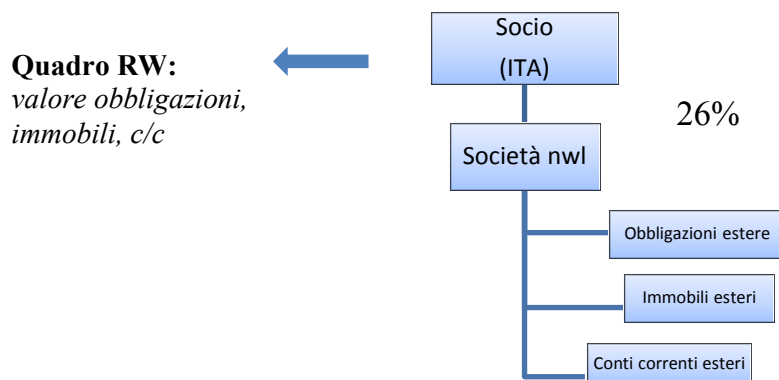 Socio
(ITA)
Quadro RW:
valore obbligazioni,
immobili, c/c
26%
Società nwl
Obbligazioni estere
Immobili esteri
Conti correnti esteri